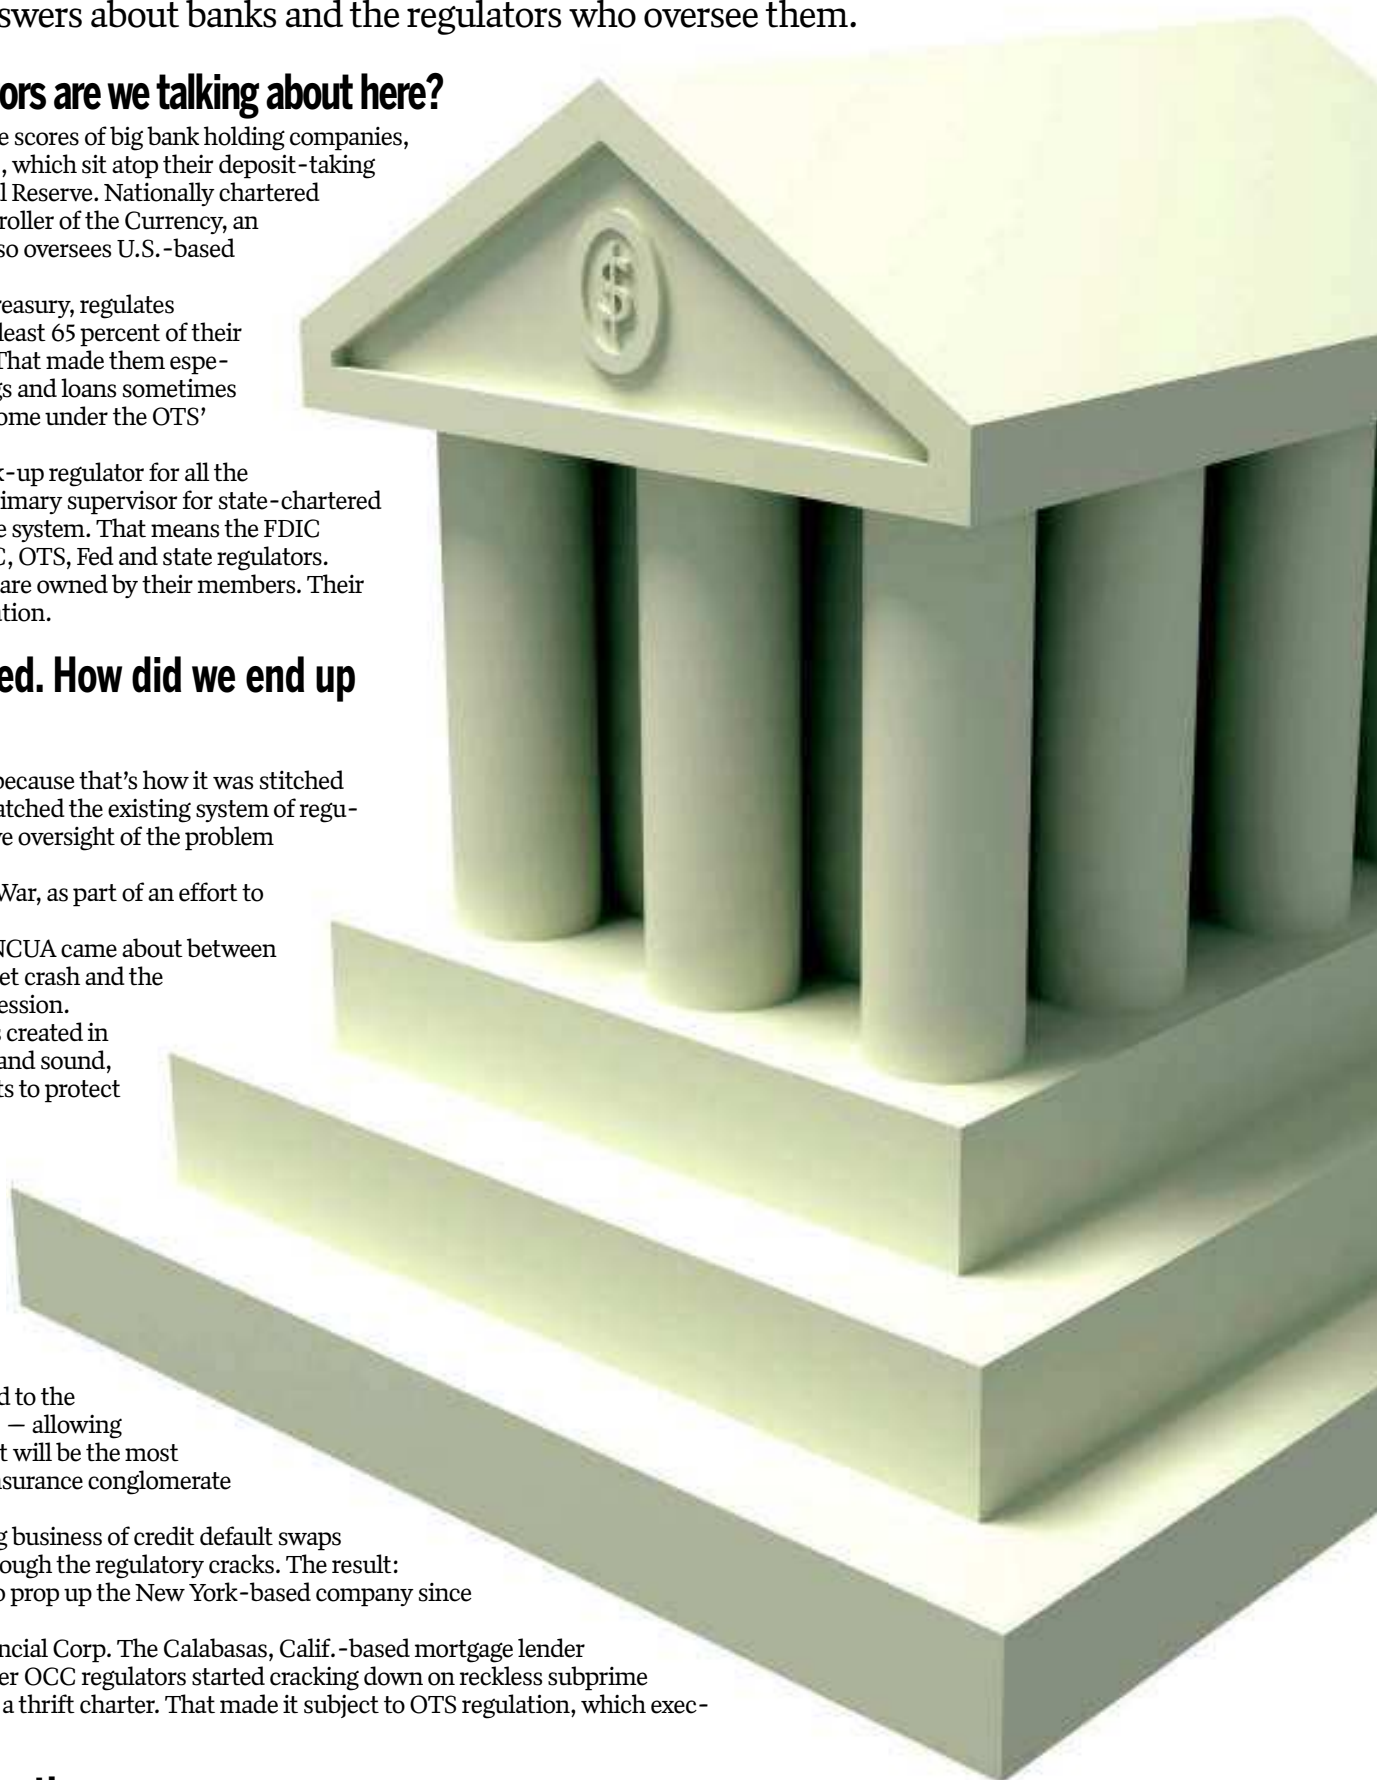 swers about banks and the regulators who oversee them.
ors are we talking about here?
e scores of big bank holding companies,
, which sit atop their deposit-taking
l Reserve. Nationally chartered
roller of the Currency, an
so oversees U.S.-based
reasury, regulates
least 65 percent of their
That made them espe-
gs and loans sometimes
ome under the OTS’
k-up regulator for all the
rimary supervisor for state-chartered
e system. That means the FDIC
C, OTS, Fed and state regulators.
are owned by their members. Their
ation.
ed. How did we end up
because that’s how it was stitched
atched the existing system of regu-
ve oversight of the problem
War, as part of an effort to
NCUA came about between
et crash and the
ession.
s created in
and sound,
ts to protect
d to the
— allowing
t will be the most
nsurance conglomerate
g business of credit default swaps
ough the regulatory cracks. The result:
o prop up the New York-based company since
ncial Corp. The Calabasas, Calif.-based mortgage lender
er OCC regulators started cracking down on reckless subprime
a thrift charter. That made it subject to OTS regulation, which exec-
$